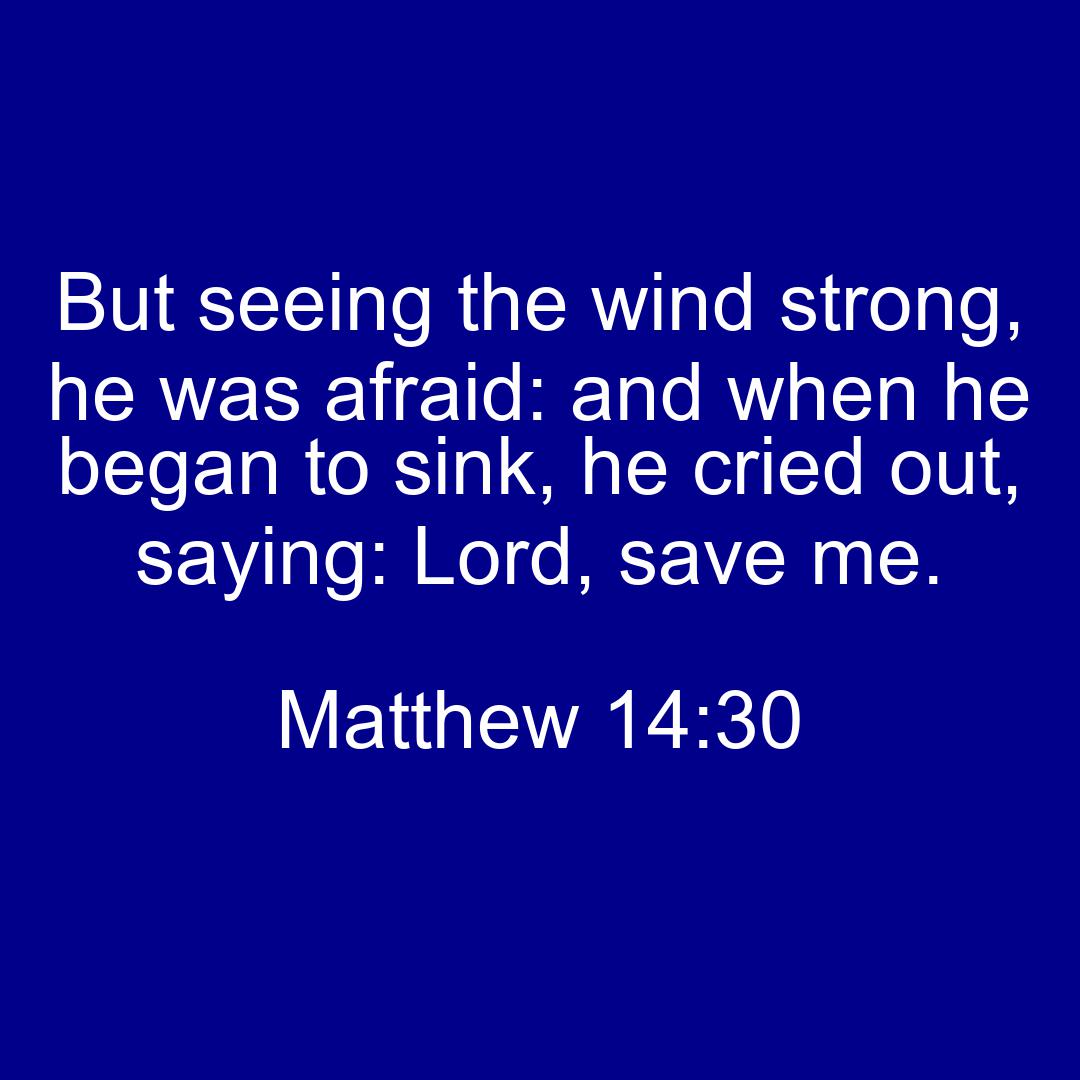 But seeing the wind strong,
he was afraid: and when he
began to sink, he cried out,
saying: Lord, save me.
Matthew 14:30